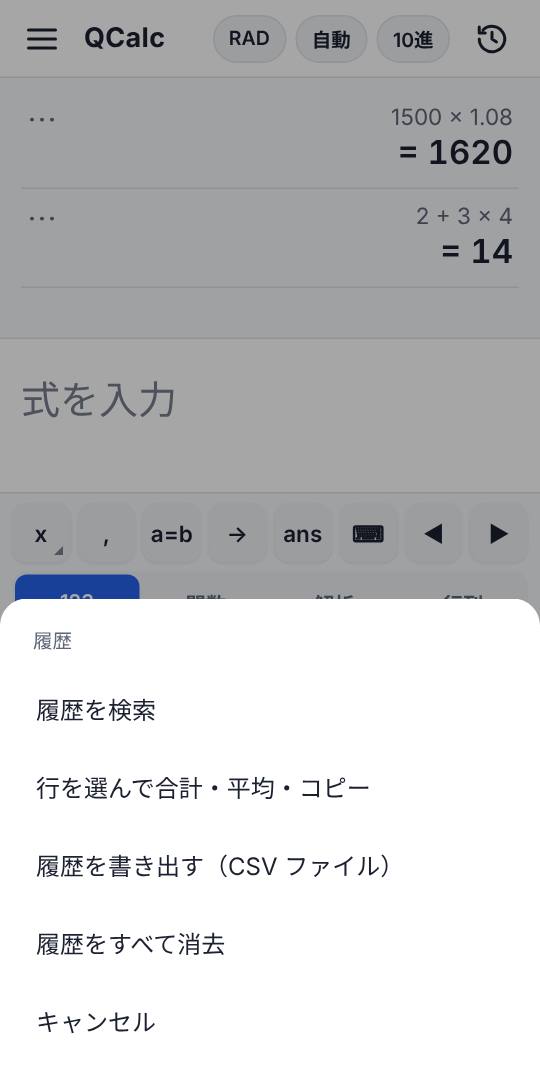 QCalc
RAD
自動
10進
...
1500 × 1.08
= 1620
...
2 + 3 × 4
= 14
式を入力
x
,
a=b
→
ans
⌨
◀
▶
履歴
履歴を検索
行を選んで合計・平均・コピー
履歴を書き出す（CSV ファイル）
履歴をすべて消去
キャンセル